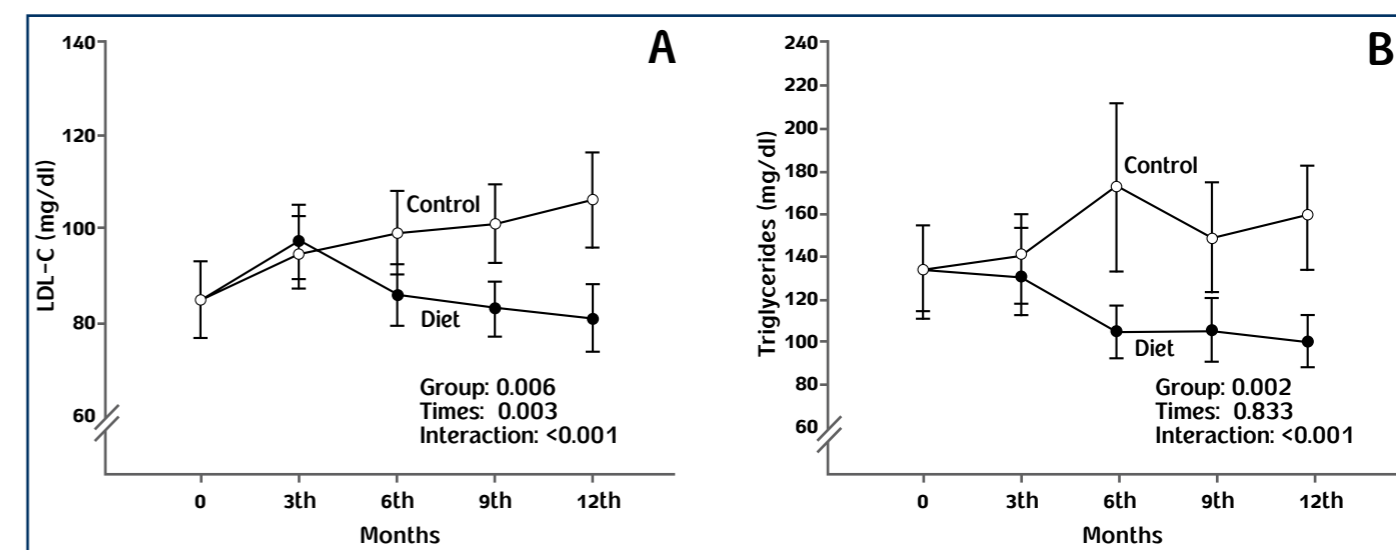 A
LDL-C (mg/dl)
140
120
100
80
60
Control
Diet
Group: 0.006
Times: 0.003
Interaction: <0.001
0 3th 6th 9th 12th
Months
B
Triglycerides (mg/dl)
240
220
200
180
160
140
120
100
80
60
Control
Diet
Group: 0.002
Times: 0.833
Interaction: <0.001
0 3th 6th 9th 12th
Months